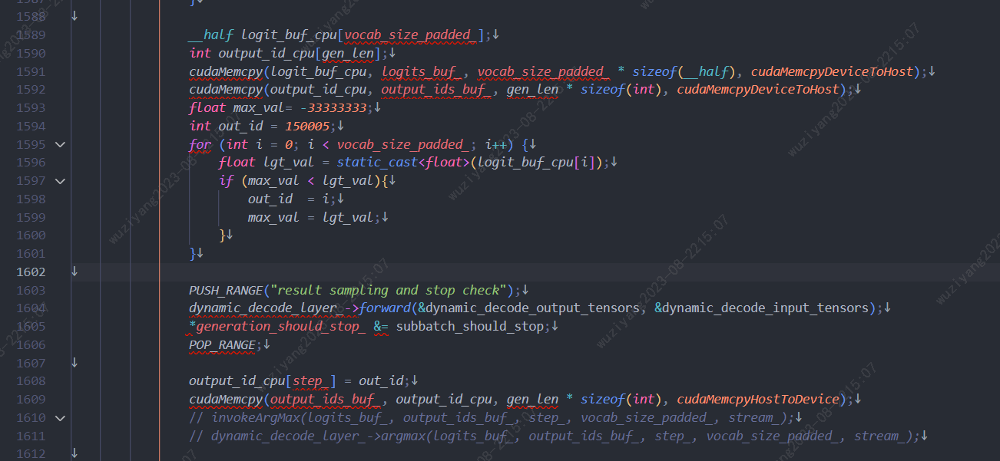 1587 }↓
1588 ↓
1589 __half logit_buf_cpu[vocab_size_padded_];↓
1590 int output_id_cpu[gen_len];↓
1591 cudaMemcpy(logit_buf_cpu, logits_buf_, vocab_size_padded_ * sizeof(__half), cudaMemcpyDeviceToHost);↓
1592 cudaMemcpy(output_id_cpu, output_ids_buf_, gen_len * sizeof(int), cudaMemcpyDeviceToHost);↓
1593 float max_val= -33333333;↓
1594 int out_id = 150005;↓
1595 for (int i = 0; i < vocab_size_padded_; i++) {↓
1596 float lgt_val = static_cast<float>(logit_buf_cpu[i]);↓
1597 if (max_val < lgt_val){↓
1598 out_id  = i;↓
1599 max_val = lgt_val;↓
1600 }↓
1601 }↓
1602 ↓
1603 PUSH_RANGE("result sampling and stop check");↓
1604 dynamic_decode_layer_->forward(&dynamic_decode_output_tensors, &dynamic_decode_input_tensors);↓
1605 *generation_should_stop_ &= subbatch_should_stop;↓
1606 POP_RANGE;↓
1607 ↓
1608 output_id_cpu[step_] = out_id;↓
1609 cudaMemcpy(output_ids_buf_, output_id_cpu, gen_len * sizeof(int), cudaMemcpyHostToDevice);↓
1610 // invokeArgMax(logits_buf_, output_ids_buf_, step_, vocab_size_padded_, stream_);↓
1611 // dynamic_decode_layer_->argmax(logits_buf_, output_ids_buf_, step_, vocab_size_padded_, stream_);↓
1612 ↓
wuziyang2023-08-2215:07